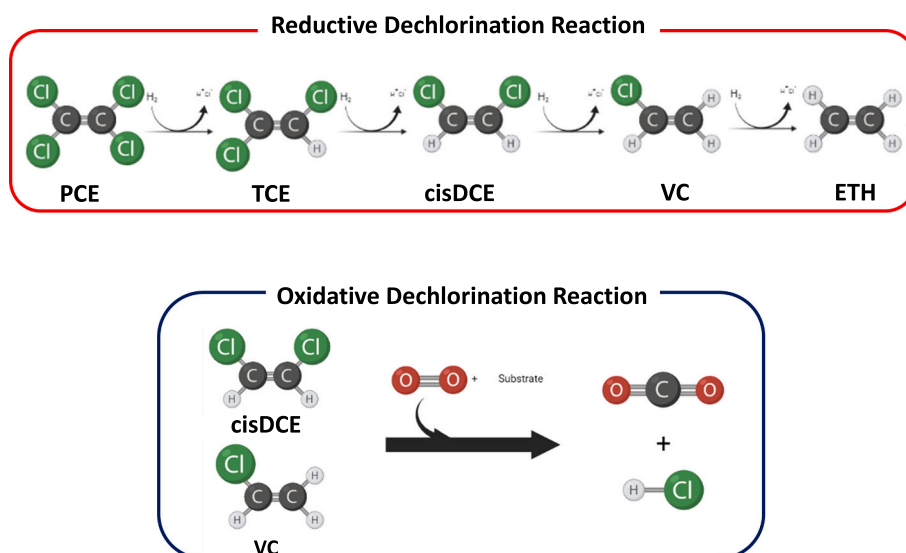 Reductive Dechlorination Reaction
Cl Cl Cl Cl H₂ Cl Cl H₂ Cl H₂ H H₂ H H
C C C C C C C C C C
Cl Cl Cl H H H H H H H
PCE TCE cisDCE VC ETH
Oxidative Dechlorination Reaction
Cl Cl
C C O O + Substrate O C O
H H
cisDCE
+
Cl H
C C H Cl
H H
VC